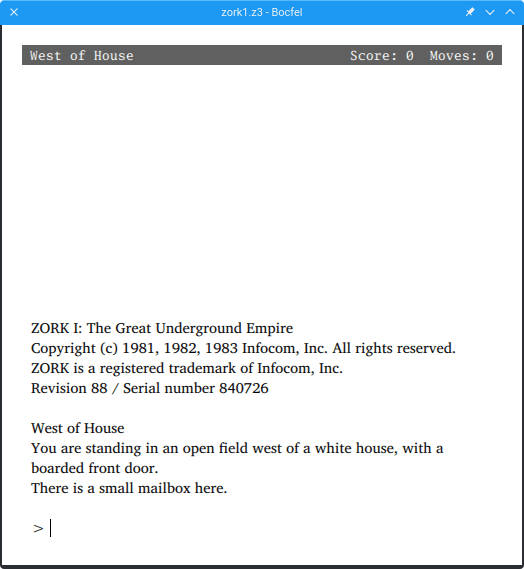 zork1.z3 - Bocfel
West of House Score: 0 Moves: 0
ZORK I: The Great Underground Empire
Copyright (c) 1981, 1982, 1983 Infocom, Inc. All rights reserved.
ZORK is a registered trademark of Infocom, Inc.
Revision 88 / Serial number 840726
West of House
You are standing in an open field west of a white house, with a
boarded front door.
There is a small mailbox here.
>